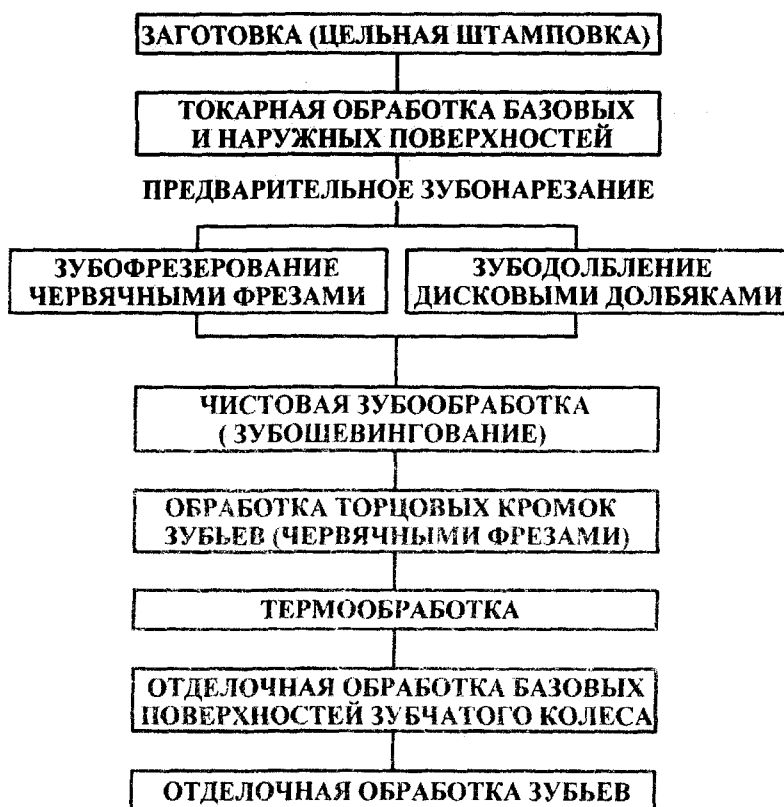 ЗАГОТОВКА (ЦЕЛЬНАЯ ШТАМПОВКА)
ТОКАРНАЯ ОБРАБОТКА БАЗОВЫХ
И НАРУЖНЫХ ПОВЕРХНОСТЕЙ
ПРЕДВАРИТЕЛЬНОЕ ЗУБОНАРЕЗАНИЕ
ЗУБОФРЕЗЕРОВАНИЕ
ЧЕРВЯЧНЫМИ ФРЕЗАМИ
ЗУБОДОЛБЛЕНИЕ
ДИСКОВЫМИ ДОЛБЯКАМИ
ЧИСТОВАЯ ЗУБООБРАБОТКА
( ЗУБОШЕВИНГОВАНИЕ)
ОБРАБОТКА ТОРЦОВЫХ КРОМОК
ЗУБЬЕВ (ЧЕРВЯЧНЫМИ ФРЕЗАМИ)
ТЕРМООБРАБОТКА
ОТДЕЛОЧНАЯ ОБРАБОТКА БАЗОВЫХ
ПОВЕРХНОСТЕЙ ЗУБЧАТОГО КОЛЕСА
ОТДЕЛОЧНАЯ ОБРАБОТКА ЗУБЬЕВ